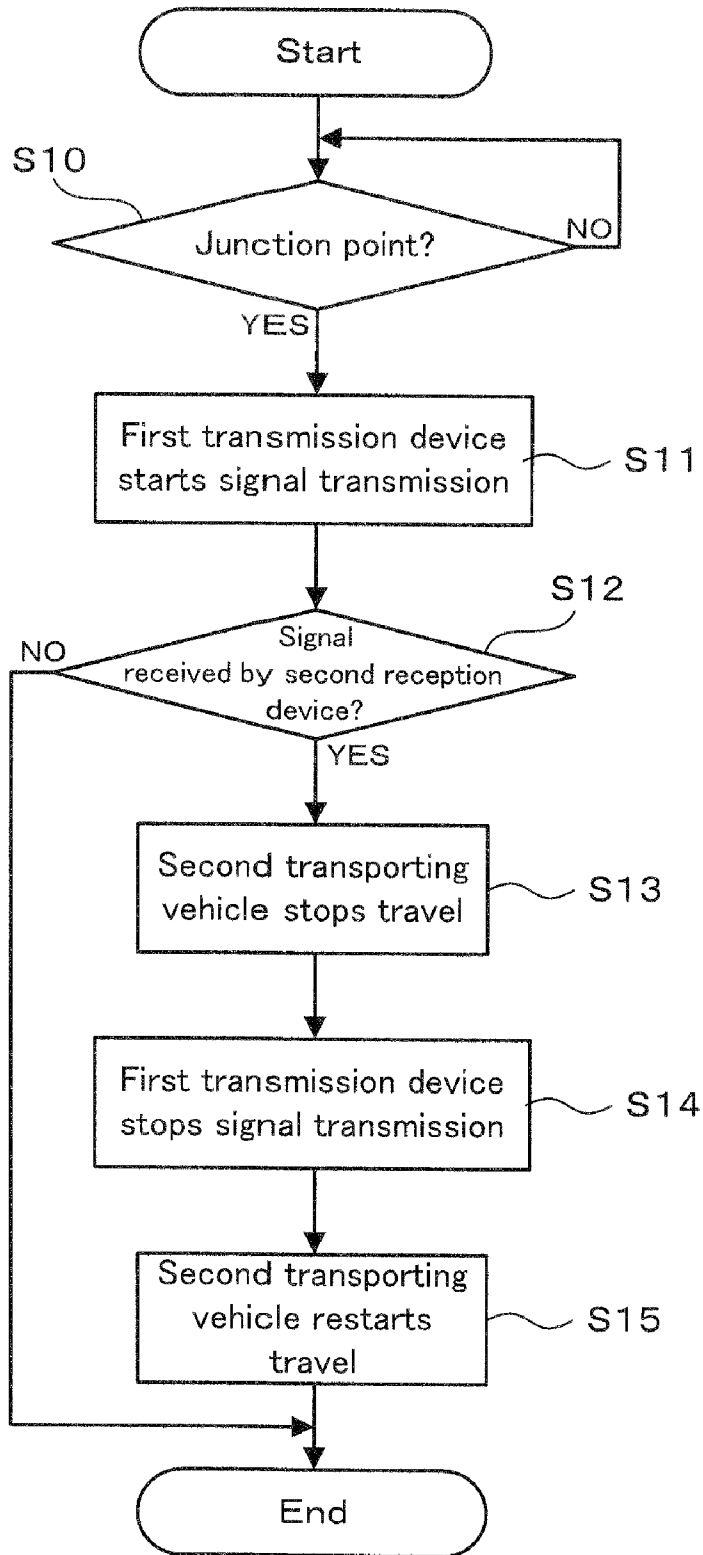 Start
S10
Junction point?
NO
YES
First transmission device
starts signal transmission
S11
S12
Signal
received by second reception
device?
NO
YES
Second transporting
vehicle stops travel
S13
First transmission device
stops signal transmission
S14
Second transporting
vehicle restarts
travel
S15
End